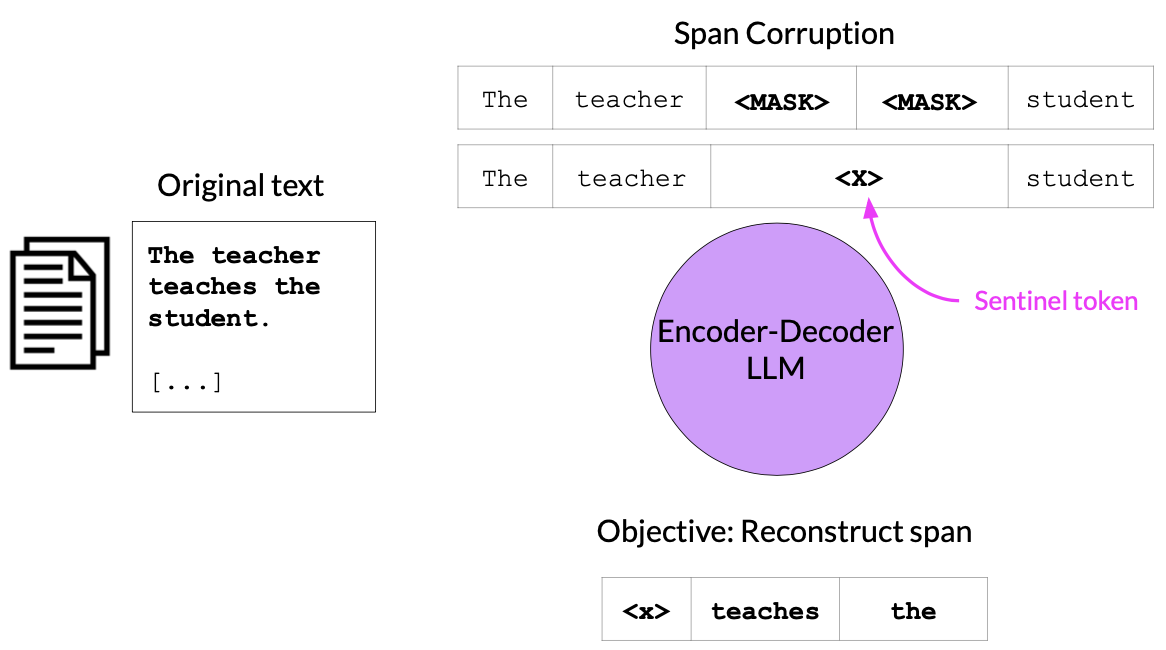 Span Corruption
The teacher <MASK> <MASK> student
The teacher <X> student
Original text
The teacher
teaches the
student.
[...]
Encoder-Decoder
LLM
Sentinel token
Objective: Reconstruct span
<x> teaches the